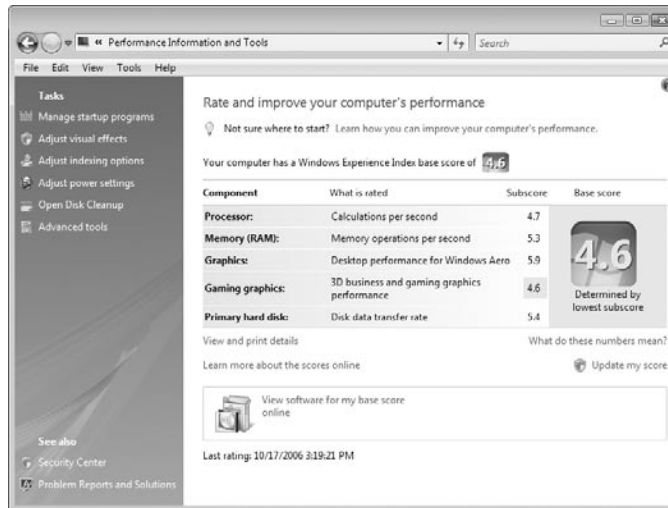 « Performance Information and Tools
Search
File Edit View Tools Help
Tasks
Manage startup programs
Adjust visual effects
Adjust indexing options
Adjust power settings
Open Disk Cleanup
Advanced tools
See also
Security Center
Problem Reports and Solutions
Rate and improve your computer's performance
Not sure where to start? Learn how you can improve your computer's performance.
Your computer has a Windows Experience Index base score of 4.6
Component What is rated Subscore Base score
Processor: Calculations per second 4.7
Memory (RAM): Memory operations per second 5.3
Graphics: Desktop performance for Windows Aero 5.9
Gaming graphics: 3D business and gaming graphics
performance 4.6
Primary hard disk: Disk data transfer rate 5.4
4.6
Determined by
lowest subscore
View and print details What do these numbers mean?
Learn more about the scores online Update my score
View software for my base score
online
Last rating: 10/17/2006 3:19:21 PM